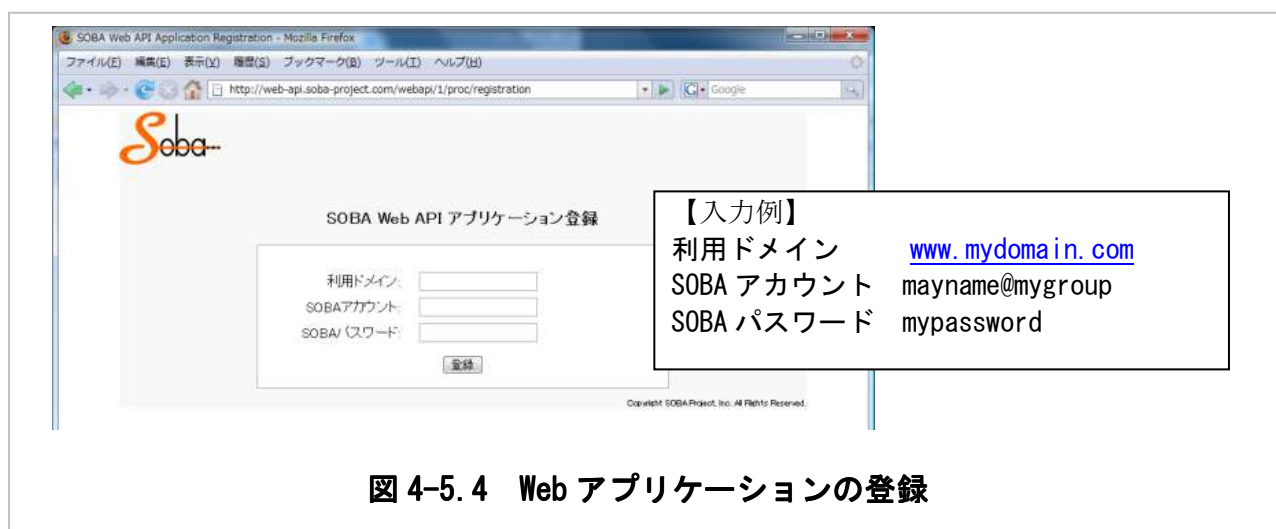 SOBA Web API Application Registration - Mozilla Firefox
ファイル(F) 編集(E) 表示(V) 履歴(S) ブックマーク(B) ツール(T) ヘルプ(H)
http://web-api.soba-project.com/webapi/1/proc/registration
Google
Soba
SOBA Web API アプリケーション登録
利用ドメイン:
SOBAアカウント:
SOBAパスワード:
登録
Copyright SOBA Project, Inc. All Rights Reserved.
【入力例】
利用ドメイン www.mydomain.com
SOBA アカウント mayname@mygroup
SOBA パスワード mypassword
図 4-5.4 Web アプリケーションの登録